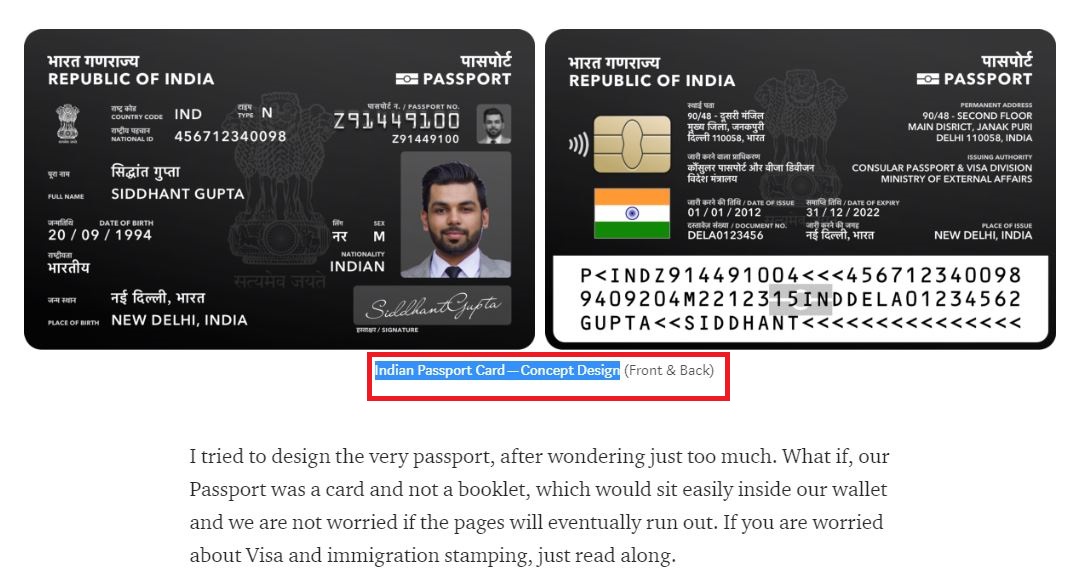 भारत गणराज्य
REPUBLIC OF INDIA
पासपोर्ट
PASSPORT
राष्ट्र कोड
COUNTRY CODE
IND
टाइप
TYPE
N
राष्ट्रीय पहचान
NATIONAL ID
456712340098
पासपोर्ट न. / PASSPORT NO.
Z91449100
Z91449100
पूरा नाम
FULL NAME
सिद्धांत गुप्ता
SIDDHANT GUPTA
जन्मतिथि
DATE OF BIRTH
20 / 09 / 1994
लिंग
SEX
नर
M
राष्ट्रीयता
NATIONALITY
भारतीय
INDIAN
सत्यमेव जयते
जन्म स्थान
PLACE OF BIRTH
नई दिल्ली, भारत
NEW DELHI, INDIA
SiddhantGupta
हस्ताक्षर / SIGNATURE
भारत गणराज्य
REPUBLIC OF INDIA
पासपोर्ट
PASSPORT
स्थाई पता
90/48 - दूसरी मंजिल
मुख्य जिला, जनकपुरी
दिल्ली 110058, भारत
PERMANENT ADDRESS
90/48 - SECOND FLOOR
MAIN DISRICT, JANAK PURI
DELHI 110058, INDIA
जारी करने वाला प्राधिकरण
कौंसुलर पासपोर्ट और वीजा डिवीजन
विदेश मंत्रालय
ISSUING AUTHORITY
CONSULAR PASSPORT & VISA DIVISION
MINISTRY OF EXTERNAL AFFAIRS
जारी करने की तिथि / DATE OF ISSUE
01 / 01 / 2012
समाप्ति तिथि / DATE OF EXPIRY
31 / 12 / 2022
दस्तावेज़ संख्या / DOCUMENT NO.
DELA0123456
जारी करने की जगह
नई दिल्ली, भारत
PLACE OF ISSUE
NEW DELHI, INDIA
P<INDZ914491004<<<456712340098
9409204M2212315INDDELA01234562
GUPTA<<SIDDHANT<<<<<<<<<<<<<<<
Indian Passport Card — Concept Design (Front & Back)
I tried to design the very passport, after wondering just too much. What if, our
Passport was a card and not a booklet, which would sit easily inside our wallet
and we are not worried if the pages will eventually run out. If you are worried
about Visa and immigration stamping, just read along.